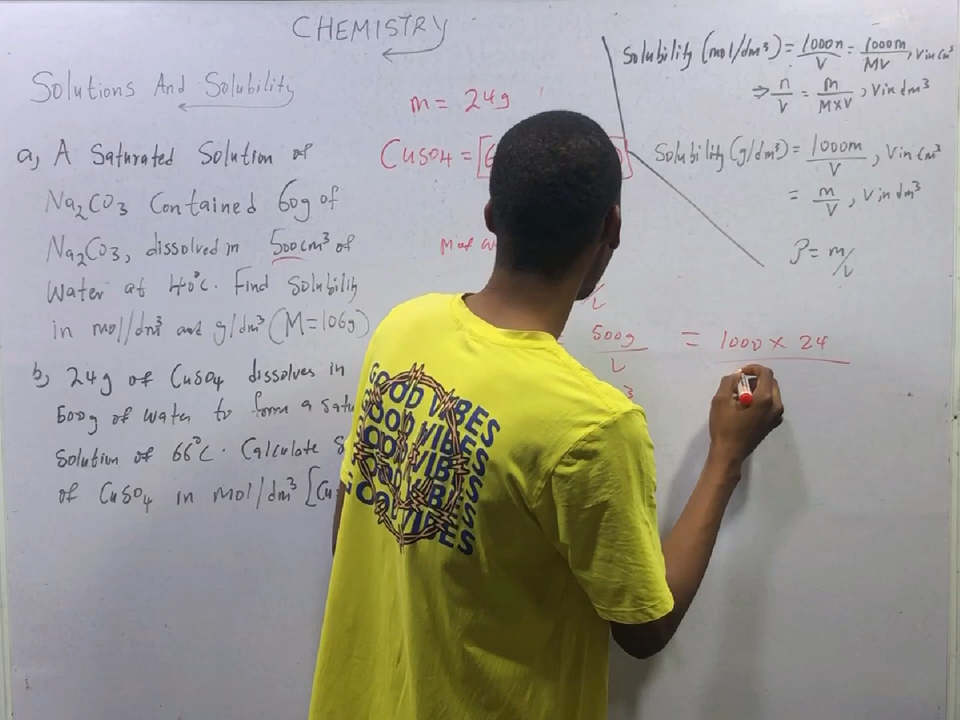 CHEMISTRY
Solutions And Solubility
a, A Saturated Solution of
Na2CO3 Contained 60g of
Na2CO3, dissolved in 500cm³ of
Water at 40°C. Find Solubility
in mol/dm³ and g/dm³ (M=106g)
b, 24g of CuSO4 dissolves in
500g of water to form a satu
Solution of 66°C. Calculate S
of CuSO4 in mol/dm³ [Cu
m = 24g
CuSO4 = [6
500g
= 1000 × 24
Solubility (mol/dm³) = 1000n/V = 1000m/MV, V in cm³
⇒ n/V = m/M×V, V in dm³
Solubility (g/dm³) = 1000m/V, V in cm³
= m/V, V in dm³
ρ = m/V
GOOD VIBES
GOOD VIBES
GOOD VIBES
GOOD VIBES
GOOD VIBES